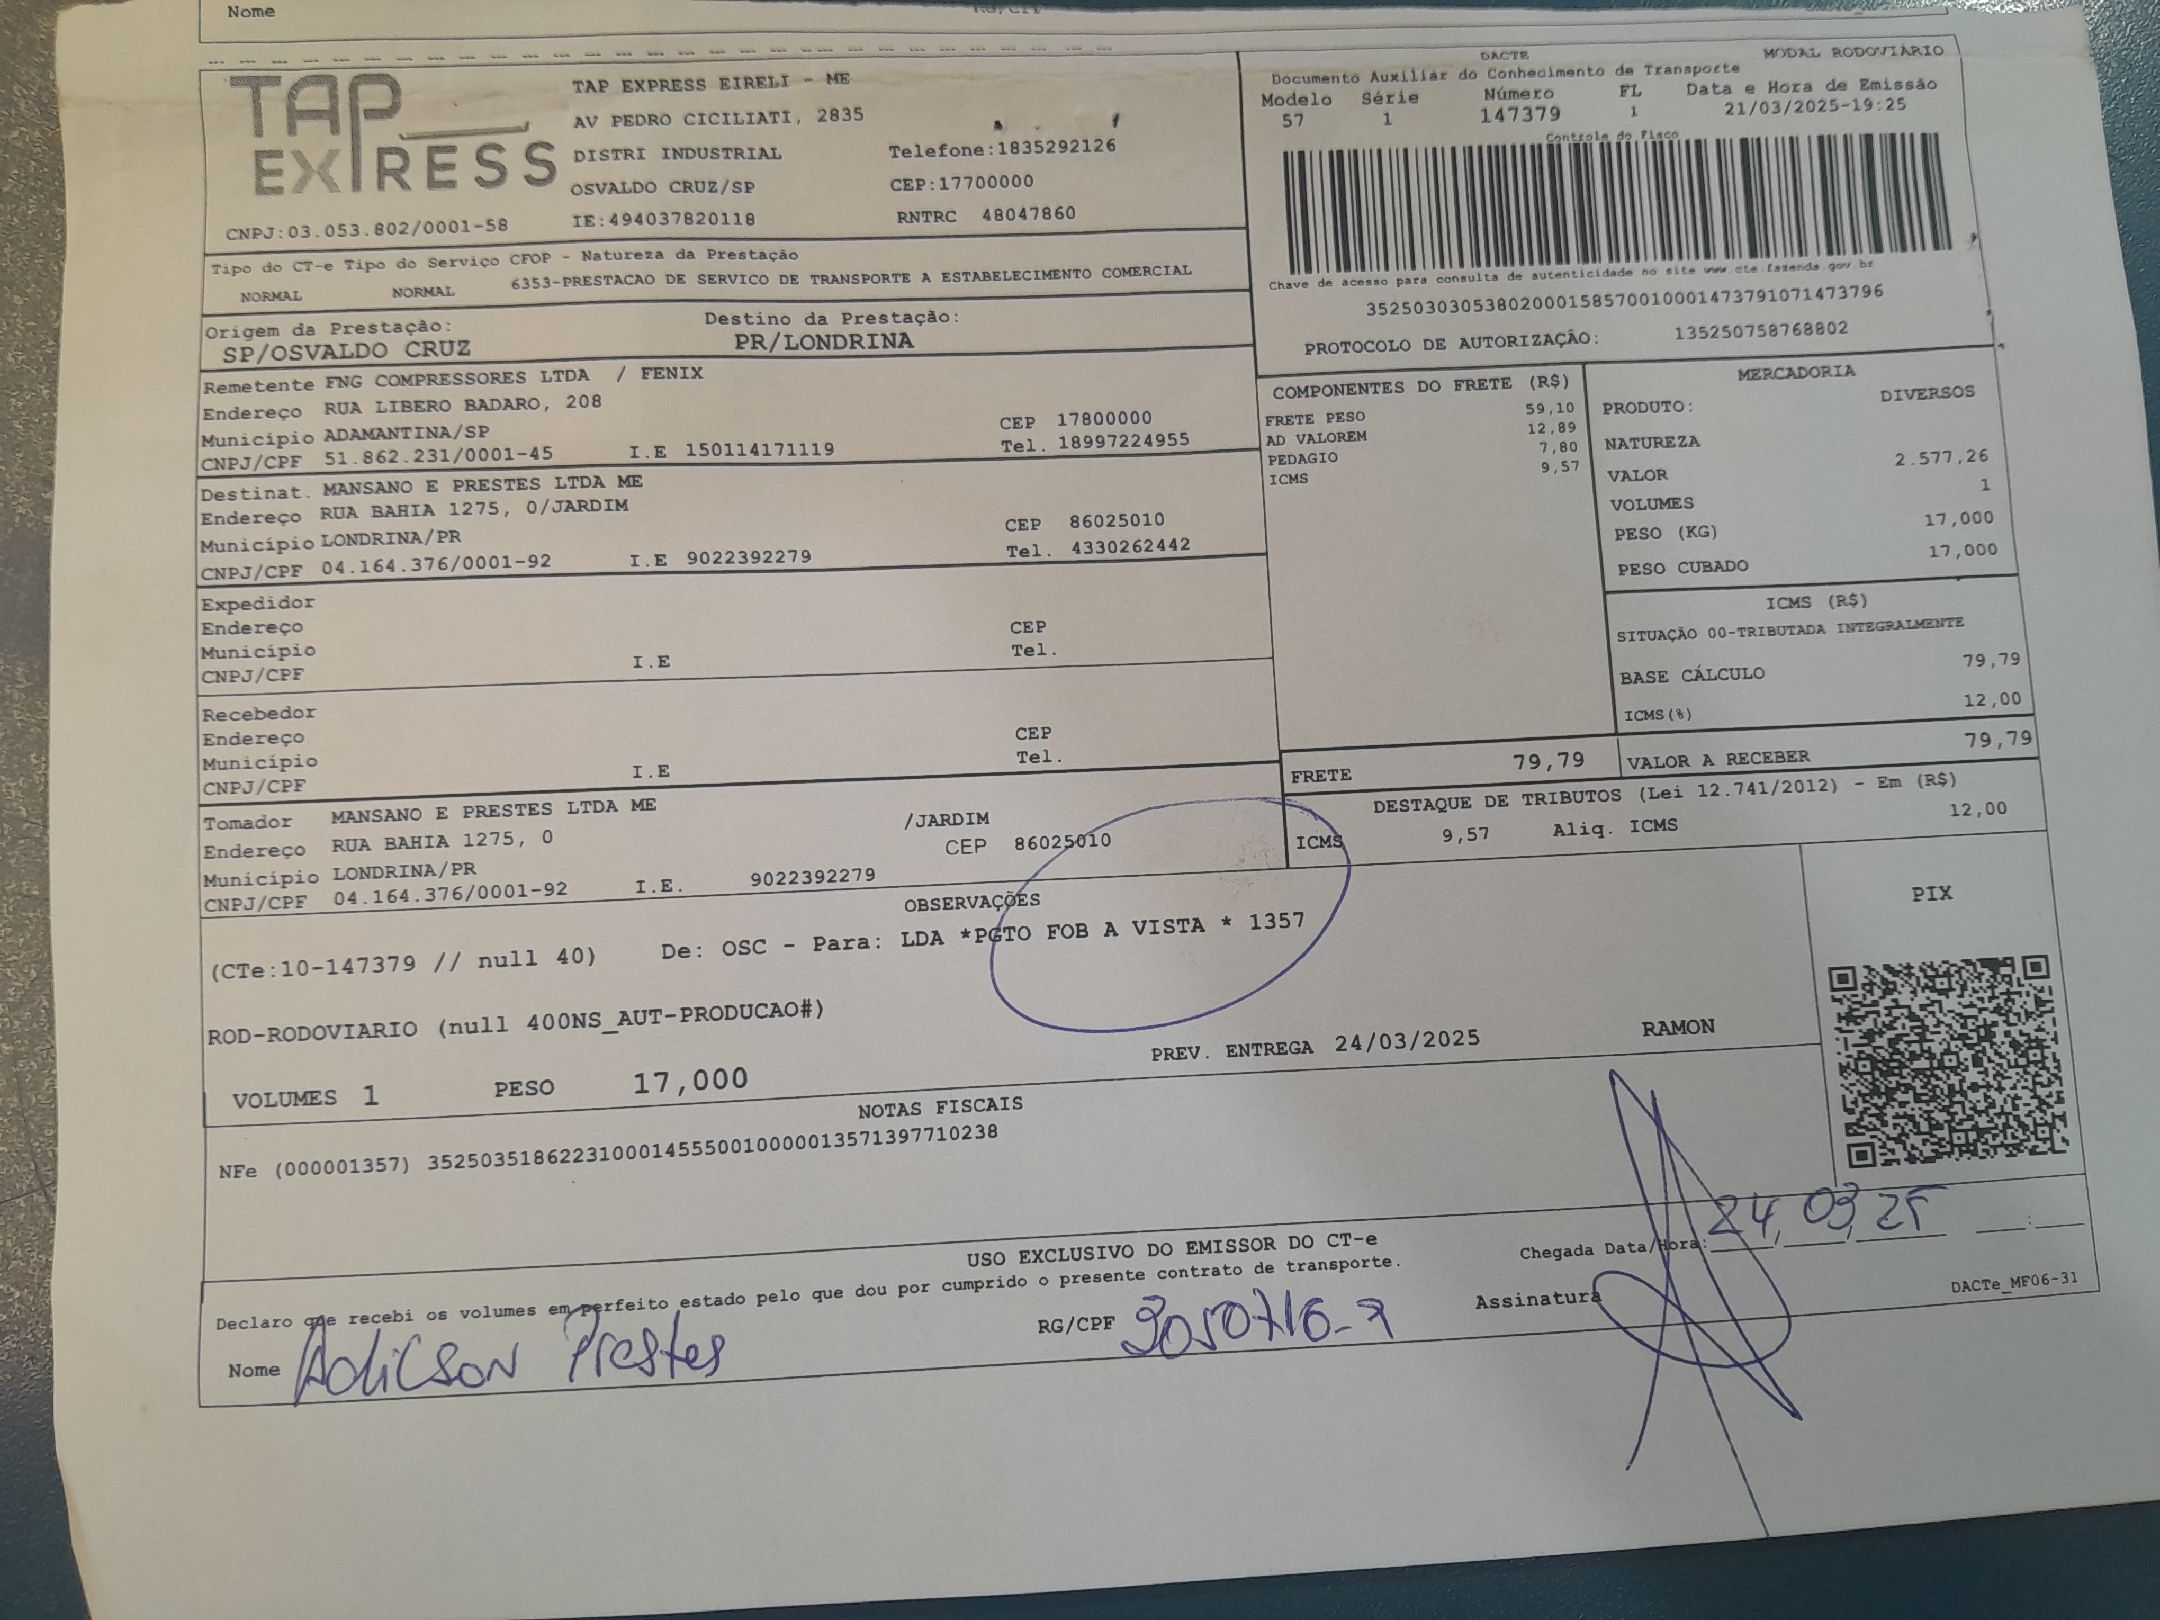 Nome
TAP EXPRESS
TAP EXPRESS EIRELI - ME
AV PEDRO CICILIATI, 2835
DISTRI INDUSTRIAL Telefone:1835292126
OSVALDO CRUZ/SP CEP:17700000
CNPJ:03.053.802/0001-58 IE:494037820118 RNTRC 48047860
DACTE MODAL RODOVIÁRIO
Documento Auxiliar do Conhecimento de Transporte
Modelo Série Número FL Data e Hora de Emissão
57 1 147379 1 21/03/2025-19:25
Controle do Fisco
Chave de acesso para consulta de autenticidade no site www.cte.fazenda.gov.br
35250303053802000158570010001473791071473796
PROTOCOLO DE AUTORIZAÇÃO: 135250758768802
Tipo do CT-e Tipo do Serviço CFOP - Natureza da Prestação
NORMAL NORMAL 6353-PRESTACAO DE SERVICO DE TRANSPORTE A ESTABELECIMENTO COMERCIAL
Origem da Prestação: Destino da Prestação:
SP/OSVALDO CRUZ PR/LONDRINA
Remetente FNG COMPRESSORES LTDA / FENIX
Endereço RUA LIBERO BADARO, 208
Município ADAMANTINA/SP CEP 17800000
CNPJ/CPF 51.862.231/0001-45 I.E 150114171119 Tel. 18997224955
Destinat. MANSANO E PRESTES LTDA ME
Endereço RUA BAHIA 1275, 0/JARDIM
Município LONDRINA/PR CEP 86025010
CNPJ/CPF 04.164.376/0001-92 I.E 9022392279 Tel. 4330262442
Expedidor
Endereço
Município CEP
CNPJ/CPF I.E Tel.
Recebedor
Endereço
Município CEP
CNPJ/CPF I.E Tel.
Tomador MANSANO E PRESTES LTDA ME
Endereço RUA BAHIA 1275, 0 /JARDIM
Município LONDRINA/PR CEP 86025010
CNPJ/CPF 04.164.376/0001-92 I.E. 9022392279
COMPONENTES DO FRETE (R$)
FRETE PESO 59,10
AD VALOREM 12,89
PEDAGIO 7,80
ICMS 9,57
MERCADORIA
PRODUTO: DIVERSOS
NATUREZA
VALOR 2.577,26
VOLUMES 1
PESO (KG) 17,000
PESO CUBADO 17,000
ICMS (R$)
SITUAÇÃO 00-TRIBUTADA INTEGRALMENTE
BASE CÁLCULO 79,79
ICMS(%) 12,00
FRETE 79,79 VALOR A RECEBER 79,79
DESTAQUE DE TRIBUTOS (Lei 12.741/2012) - Em (R$)
ICMS 9,57 Aliq. ICMS 12,00
OBSERVAÇÕES
(CTe:10-147379 // null 40) De: OSC - Para: LDA *PGTO FOB A VISTA * 1357
ROD-RODOVIARIO (null 400NS_AUT-PRODUCAO#)
VOLUMES 1 PESO 17,000 PREV. ENTREGA 24/03/2025 RAMON
PIX
NOTAS FISCAIS
NFe (000001357) 35250351862231000145550010000013571397710238
USO EXCLUSIVO DO EMISSOR DO CT-e
Declaro que recebi os volumes em perfeito estado pelo que dou por cumprido o presente contrato de transporte.
Chegada Data/Hora: 24,03,25 __:__
Nome Adilson Prestes RG/CPF Assinatura
DACTe_MF06-31